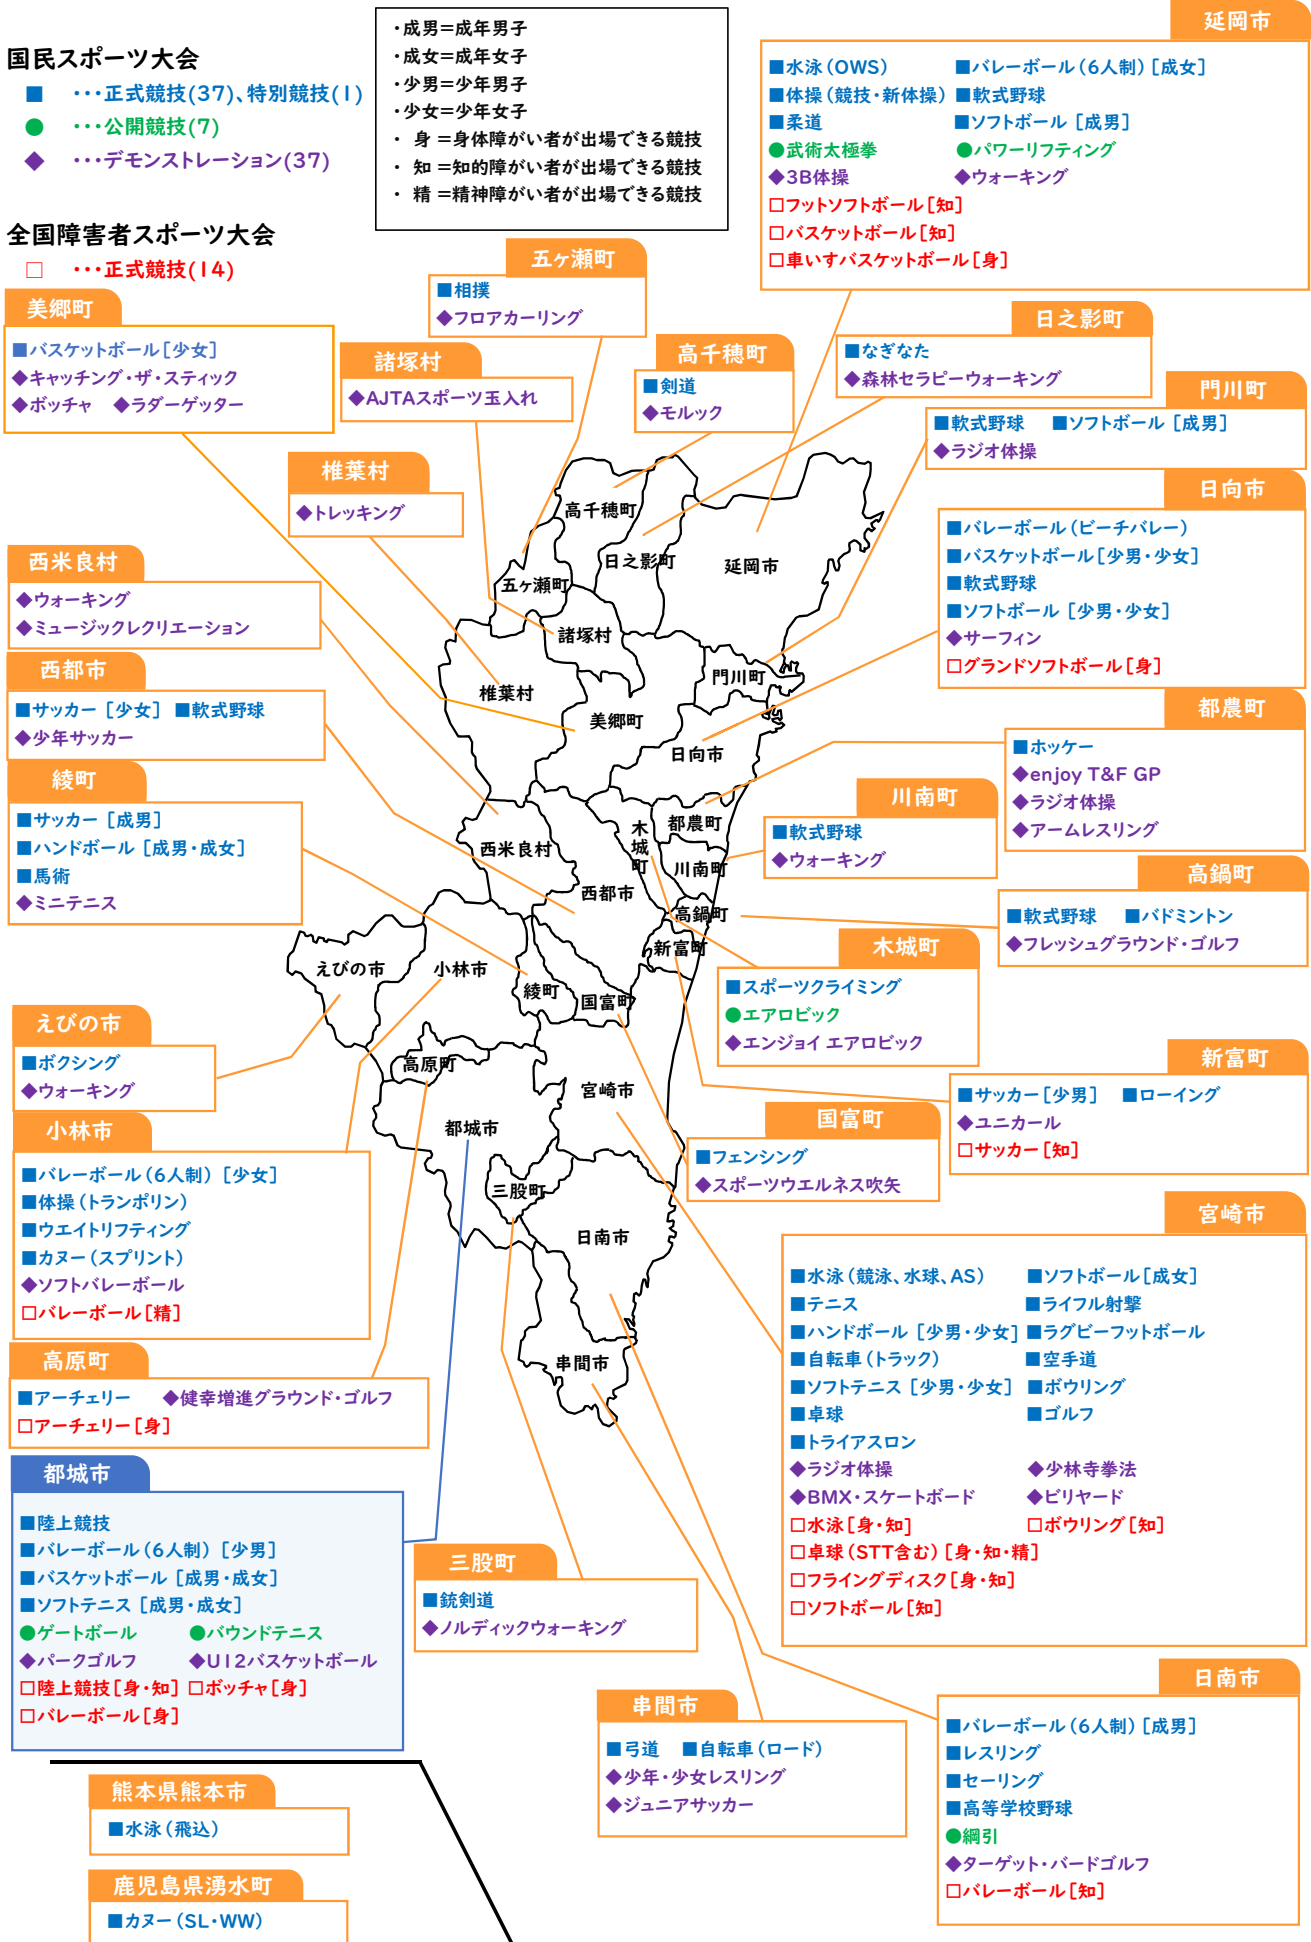 国民スポーツ大会
■ ・・・正式競技(37)、特別競技(1)
● ・・・公開競技(7)
◆ ・・・デモンストレーション(37)
全国障害者スポーツ大会
□ ・・・正式競技(14)
・成男=成年男子
・成女=成年女子
・少男=少年男子
・少女=少年女子
・ 身 =身体障がい者が出場できる競技
・ 知 =知的障がい者が出場できる競技
・ 精 =精神障がい者が出場できる競技
延岡市
■水泳(OWS) ■バレーボール(6人制)[成女]
■体操(競技・新体操) ■軟式野球
■柔道 ■ソフトボール [成男]
●武術太極拳 ●パワーリフティング
◆3B体操 ◆ウォーキング
□フットソフトボール[知]
□バスケットボール[知]
□車いすバスケットボール[身]
五ヶ瀬町
■相撲
◆フロアカーリング
美郷町
■バスケットボール[少女]
◆キャッチング・ザ・スティック
◆ボッチャ ◆ラダーゲッター
諸塚村
◆AJTAスポーツ玉入れ
高千穂町
■剣道
◆モルック
日之影町
■なぎなた
◆森林セラピーウォーキング
門川町
■軟式野球 ■ソフトボール [成男]
◆ラジオ体操
椎葉村
◆トレッキング
日向市
■バレーボール(ビーチバレー)
■バスケットボール[少男・少女]
■軟式野球
■ソフトボール [少男・少女]
◆サーフィン
□グランドソフトボール[身]
西米良村
◆ウォーキング
◆ミュージックレクリエーション
西都市
■サッカー [少女] ■軟式野球
◆少年サッカー
都農町
■ホッケー
◆enjoy T&F GP
◆ラジオ体操
◆アームレスリング
綾町
■サッカー [成男]
■ハンドボール [成男・成女]
■馬術
◆ミニテニス
川南町
■軟式野球
◆ウォーキング
高鍋町
■軟式野球 ■バドミントン
◆フレッシュグラウンド・ゴルフ
木城町
■スポーツクライミング
●エアロビック
◆エンジョイ エアロビック
えびの市
■ボクシング
◆ウォーキング
新富町
■サッカー[少男] ■ローイング
◆ユニカール
□サッカー[知]
国富町
■フェンシング
◆スポーツウエルネス吹矢
小林市
■バレーボール(6人制) [少女]
■体操(トランポリン)
■ウエイトリフティング
■カヌー(スプリント)
◆ソフトバレーボール
□バレーボール[精]
宮崎市
■水泳(競泳、水球、AS) ■ソフトボール[成女]
■テニス ■ライフル射撃
■ハンドボール [少男・少女] ■ラグビーフットボール
■自転車(トラック) ■空手道
■ソフトテニス [少男・少女] ■ボウリング
■卓球 ■ゴルフ
■トライアスロン
◆ラジオ体操 ◆少林寺拳法
◆BMX・スケートボード ◆ビリヤード
□水泳[身・知] □ボウリング[知]
□卓球(STT含む)[身・知・精]
□フライングディスク[身・知]
□ソフトボール[知]
高原町
■アーチェリー ◆健幸増進グラウンド・ゴルフ
□アーチェリー[身]
都城市
■陸上競技
■バレーボール(6人制) [少男]
■バスケットボール [成男・成女]
■ソフトテニス [成男・成女]
●ゲートボール ●バウンドテニス
◆パークゴルフ ◆U12バスケットボール
□陸上競技[身・知] □ボッチャ[身]
□バレーボール[身]
三股町
■銃剣道
◆ノルディックウォーキング
串間市
■弓道 ■自転車(ロード)
◆少年・少女レスリング
◆ジュニアサッカー
日南市
■バレーボール(6人制)[成男]
■レスリング
■セーリング
■高等学校野球
●綱引
◆ターゲット・バードゴルフ
□バレーボール[知]
熊本県熊本市
■水泳(飛込)
鹿児島県湧水町
■カヌー(SL・WW)
高千穂町
日之影町
延岡市
五ヶ瀬町
諸塚村
門川町
椎葉村
美郷町
日向市
木城町
都農町
西米良村
川南町
西都市
高鍋町
新富町
えびの市
小林市
綾町
国富町
高原町
宮崎市
都城市
三股町
日南市
串間市